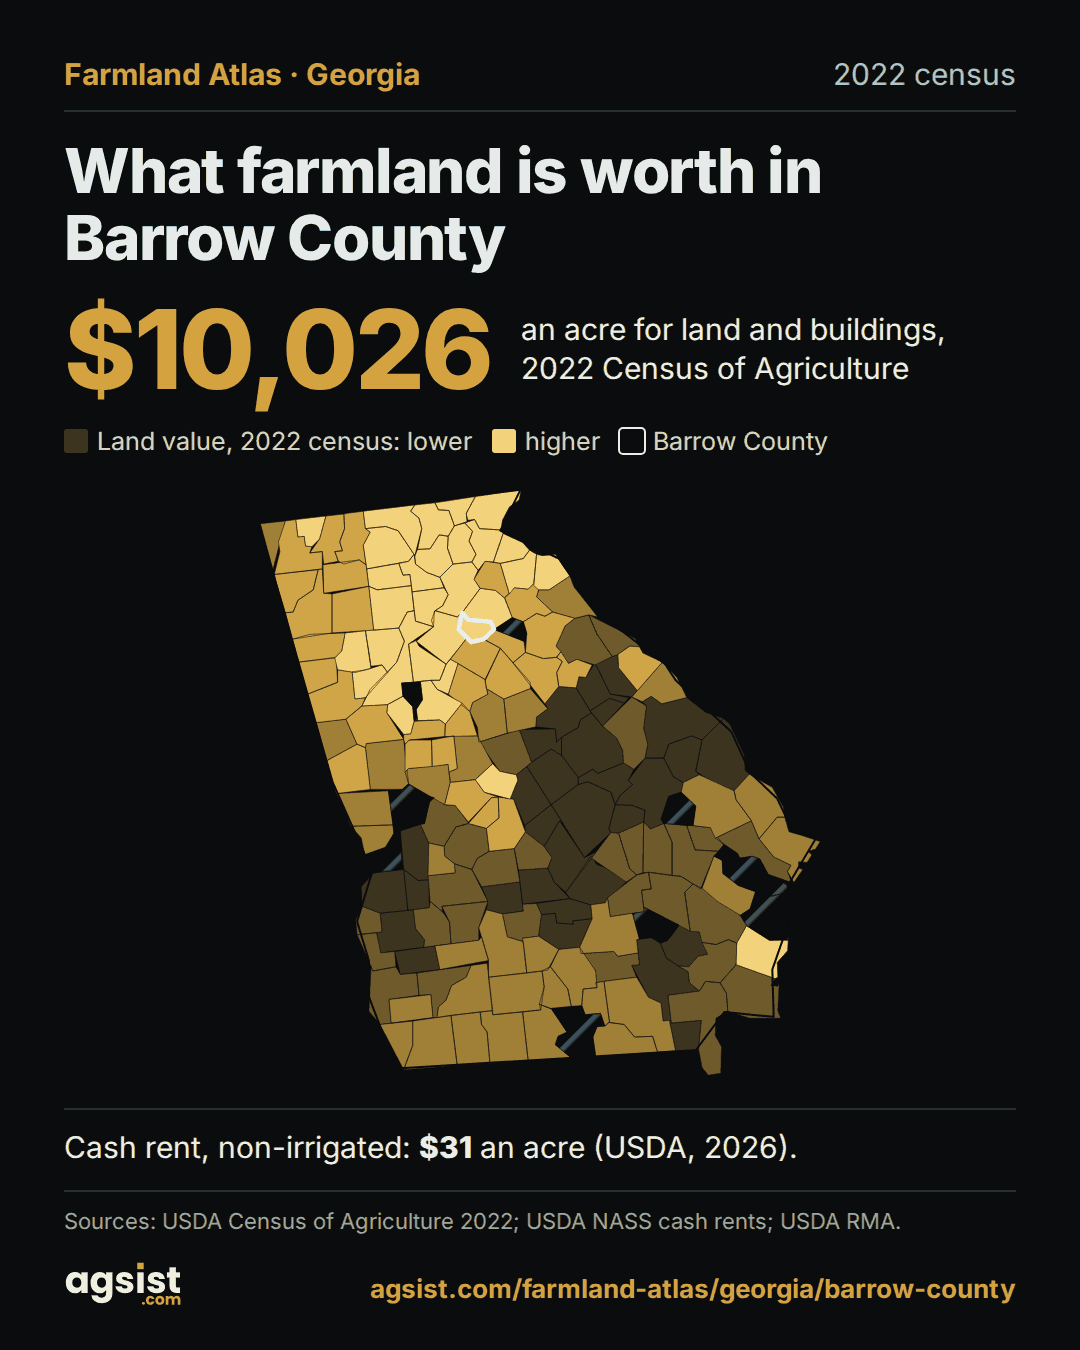 Farmland Atlas · Georgia
2022 census
What farmland is worth in
Barrow County
$10,026
an acre for land and buildings,
2022 Census of Agriculture
Land value, 2022 census: lower
higher
Barrow County
Cash rent, non-irrigated: $31 an acre (USDA, 2026).
Sources: USDA Census of Agriculture 2022; USDA NASS cash rents; USDA RMA.
agsist
.com
agsist.com/farmland-atlas/georgia/barrow-county